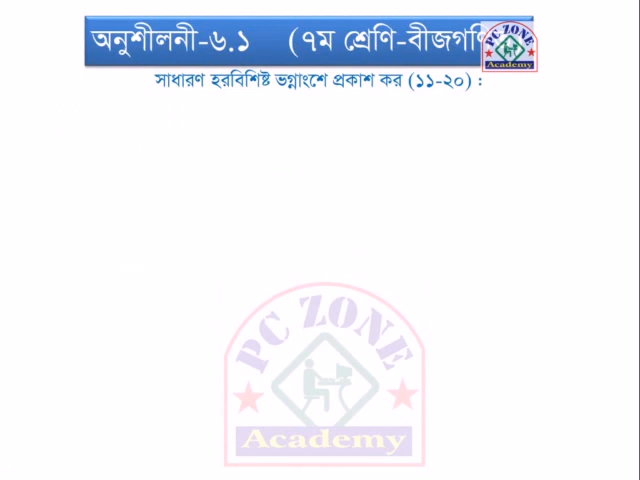 অনুশীলনী-৬.১ (৭ম শ্রেণি-বীজগণি
PC ZONE
Academy
সাধারণ হরবিশিষ্ট ভগ্নাংশে প্রকাশ কর (১১-২০) :
PC ZONE
Academy